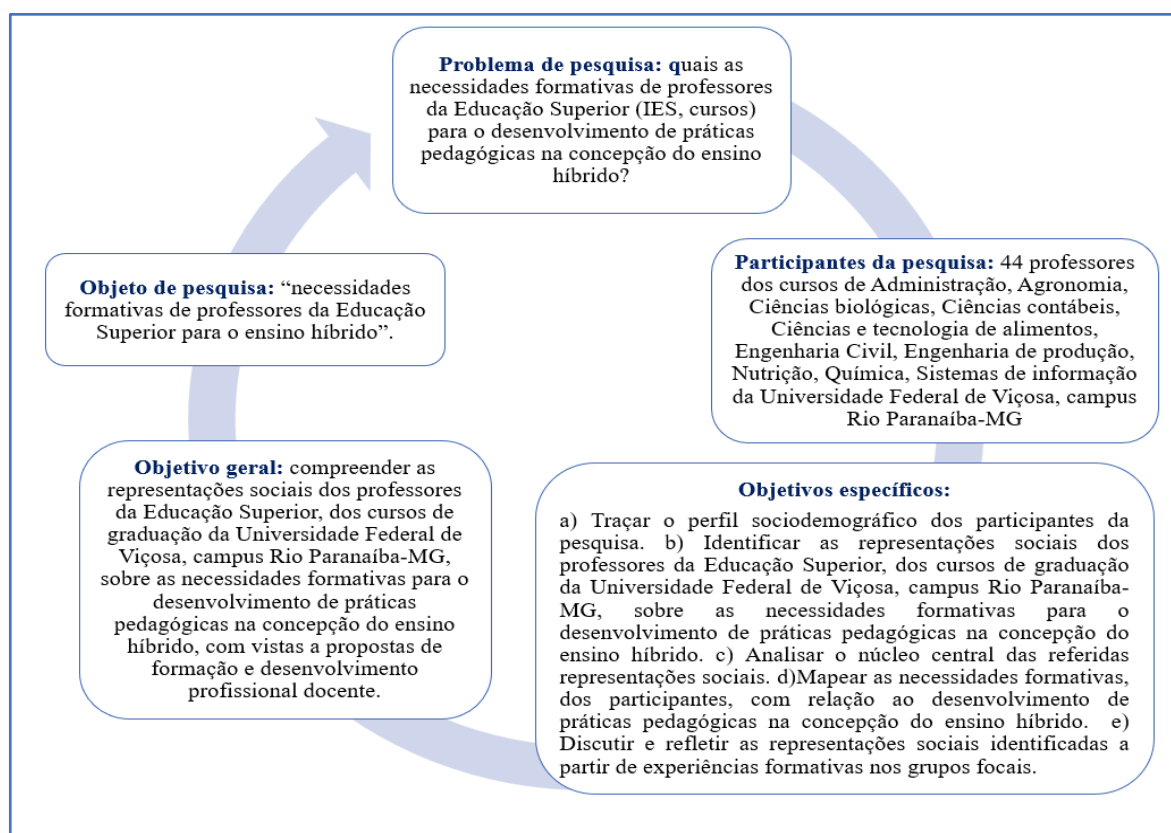 Problema de pesquisa: quais as
necessidades formativas de professores
da Educação Superior (IES, cursos)
para o desenvolvimento de práticas
pedagógicas na concepção do ensino
híbrido?
Participantes da pesquisa: 44 professores
dos cursos de Administração, Agronomia,
Ciências biológicas, Ciências contábeis,
Ciências e tecnologia de alimentos,
Engenharia Civil, Engenharia de produção,
Nutrição, Química, Sistemas de informação
da Universidade Federal de Viçosa, campus
Rio Paranaíba-MG
Objetivos específicos:
a) Traçar o perfil sociodemográfico dos participantes da
pesquisa. b) Identificar as representações sociais dos
professores da Educação Superior, dos cursos de graduação
da Universidade Federal de Viçosa, campus Rio Paranaíba-
MG, sobre as necessidades formativas para o
desenvolvimento de práticas pedagógicas na concepção do
ensino híbrido. c) Analisar o núcleo central das referidas
representações sociais. d)Mapear as necessidades formativas,
dos participantes, com relação ao desenvolvimento de
práticas pedagógicas na concepção do ensino híbrido. e)
Discutir e refletir as representações sociais identificadas a
partir de experiências formativas nos grupos focais.
Objetivo geral: compreender as
representações sociais dos professores
da Educação Superior, dos cursos de
graduação da Universidade Federal de
Viçosa, campus Rio Paranaíba-MG,
sobre as necessidades formativas para o
desenvolvimento de práticas
pedagógicas na concepção do ensino
híbrido, com vistas a propostas de
formação e desenvolvimento
profissional docente.
Objeto de pesquisa: “necessidades
formativas de professores da Educação
Superior para o ensino híbrido”.